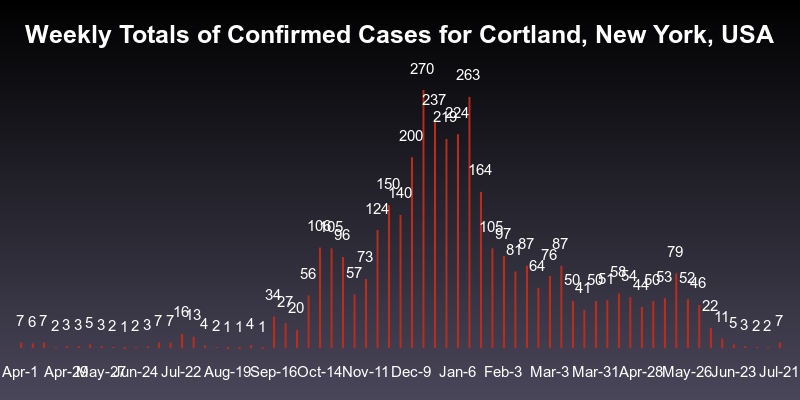 Weekly Totals of Confirmed Cases for Cortland, New York, USA
7 6 7 2 3 3 5 3 2 1 2 3 7 7 16 13 4 2 1 1 4 1 34 27 20 56 106 105 96 57 73 124 150 140 200 270 237 219 224 263 164 105 97 81 87 64 76 87 50 41 50 51 58 54 44 50 53 79 52 46 22 11 5 3 2 2 7
Apr-1 Apr-29 May-27 Jun-24 Jul-22 Aug-19 Sep-16 Oct-14 Nov-11 Dec-9 Jan-6 Feb-3 Mar-3 Mar-31 Apr-28 May-26 Jun-23 Jul-21